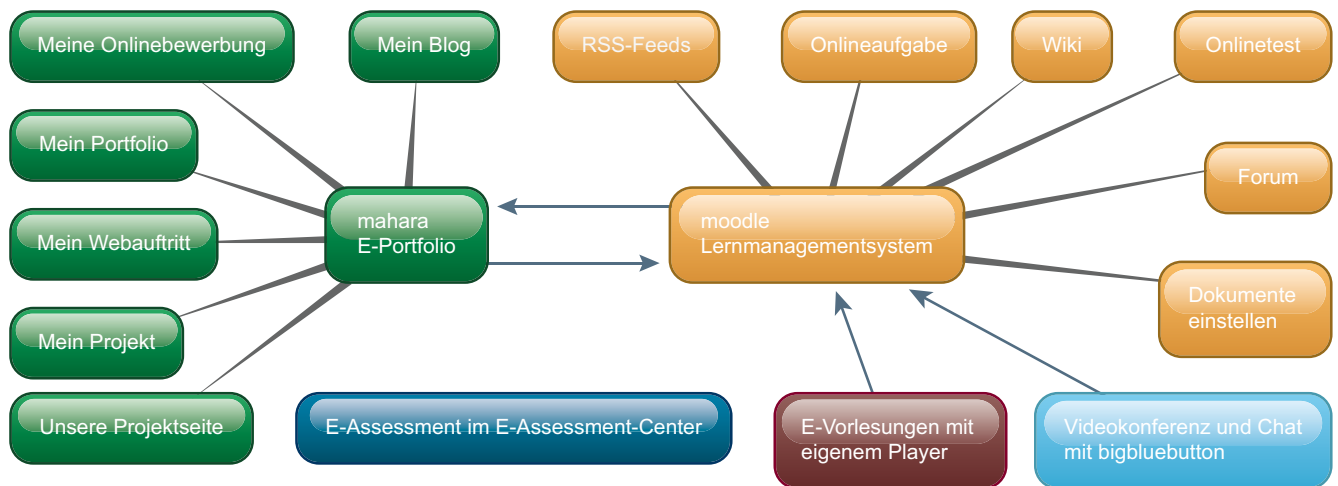 Meine Onlinebewerbung
Mein Blog
RSS-Feeds
Onlineaufgabe
Wiki
Onlinetest
Mein Portfolio
Forum
mahara
E-Portfolio
moodle
Lernmanagementsystem
Mein Webauftritt
Dokumente
einstellen
Mein Projekt
Unsere Projektseite
E-Assessment im E-Assessment-Center
E-Vorlesungen mit
eigenem Player
Videokonferenz und Chat
mit bigbluebutton